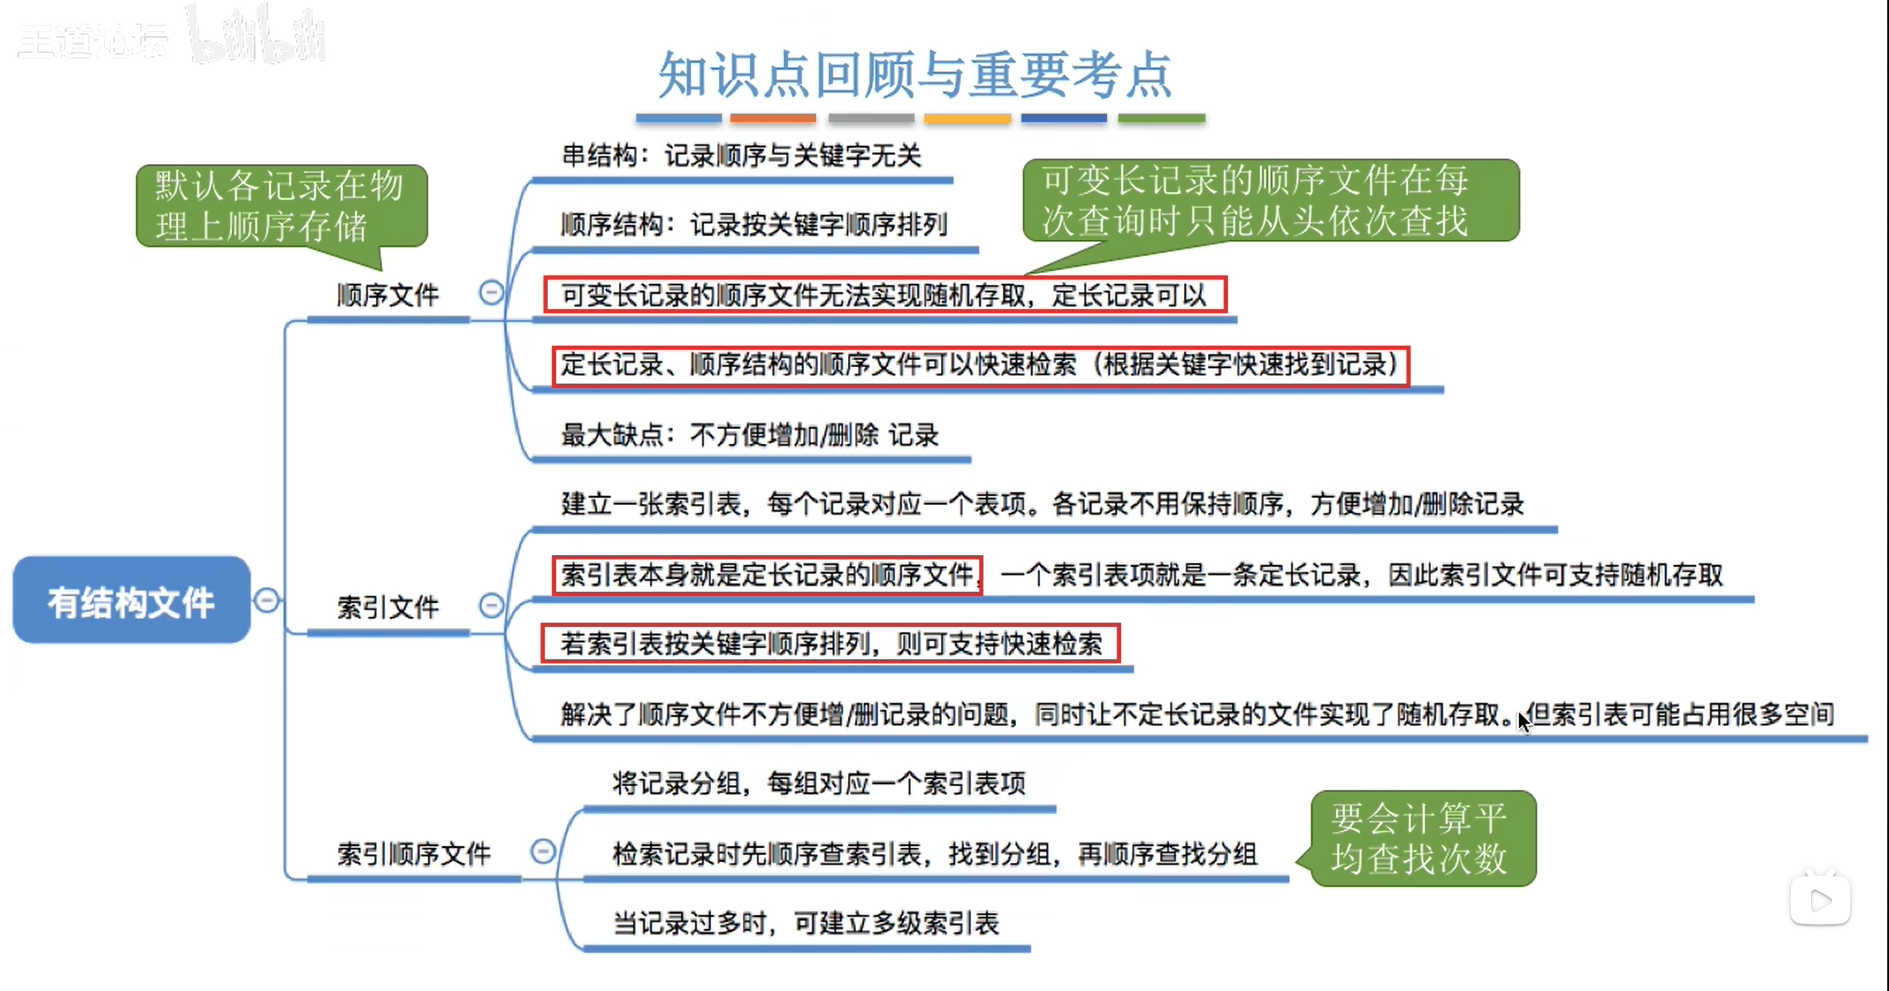 王道论坛 bilibili
知识点回顾与重要考点
默认各记录在物
理上顺序存储
可变长记录的顺序文件在每
次查询时只能从头依次查找
有结构文件
顺序文件
串结构：记录顺序与关键字无关
顺序结构：记录按关键字顺序排列
可变长记录的顺序文件无法实现随机存取，定长记录可以
定长记录、顺序结构的顺序文件可以快速检索（根据关键字快速找到记录）
最大缺点：不方便增加/删除 记录
索引文件
建立一张索引表，每个记录对应一个表项。各记录不用保持顺序，方便增加/删除记录
索引表本身就是定长记录的顺序文件，一个索引表项就是一条定长记录，因此索引文件可支持随机存取
若索引表按关键字顺序排列，则可支持快速检索
解决了顺序文件不方便增/删记录的问题，同时让不定长记录的文件实现了随机存取。但索引表可能占用很多空间
索引顺序文件
将记录分组，每组对应一个索引表项
检索记录时先顺序查索引表，找到分组，再顺序查找分组
当记录过多时，可建立多级索引表
要会计算平
均查找次数